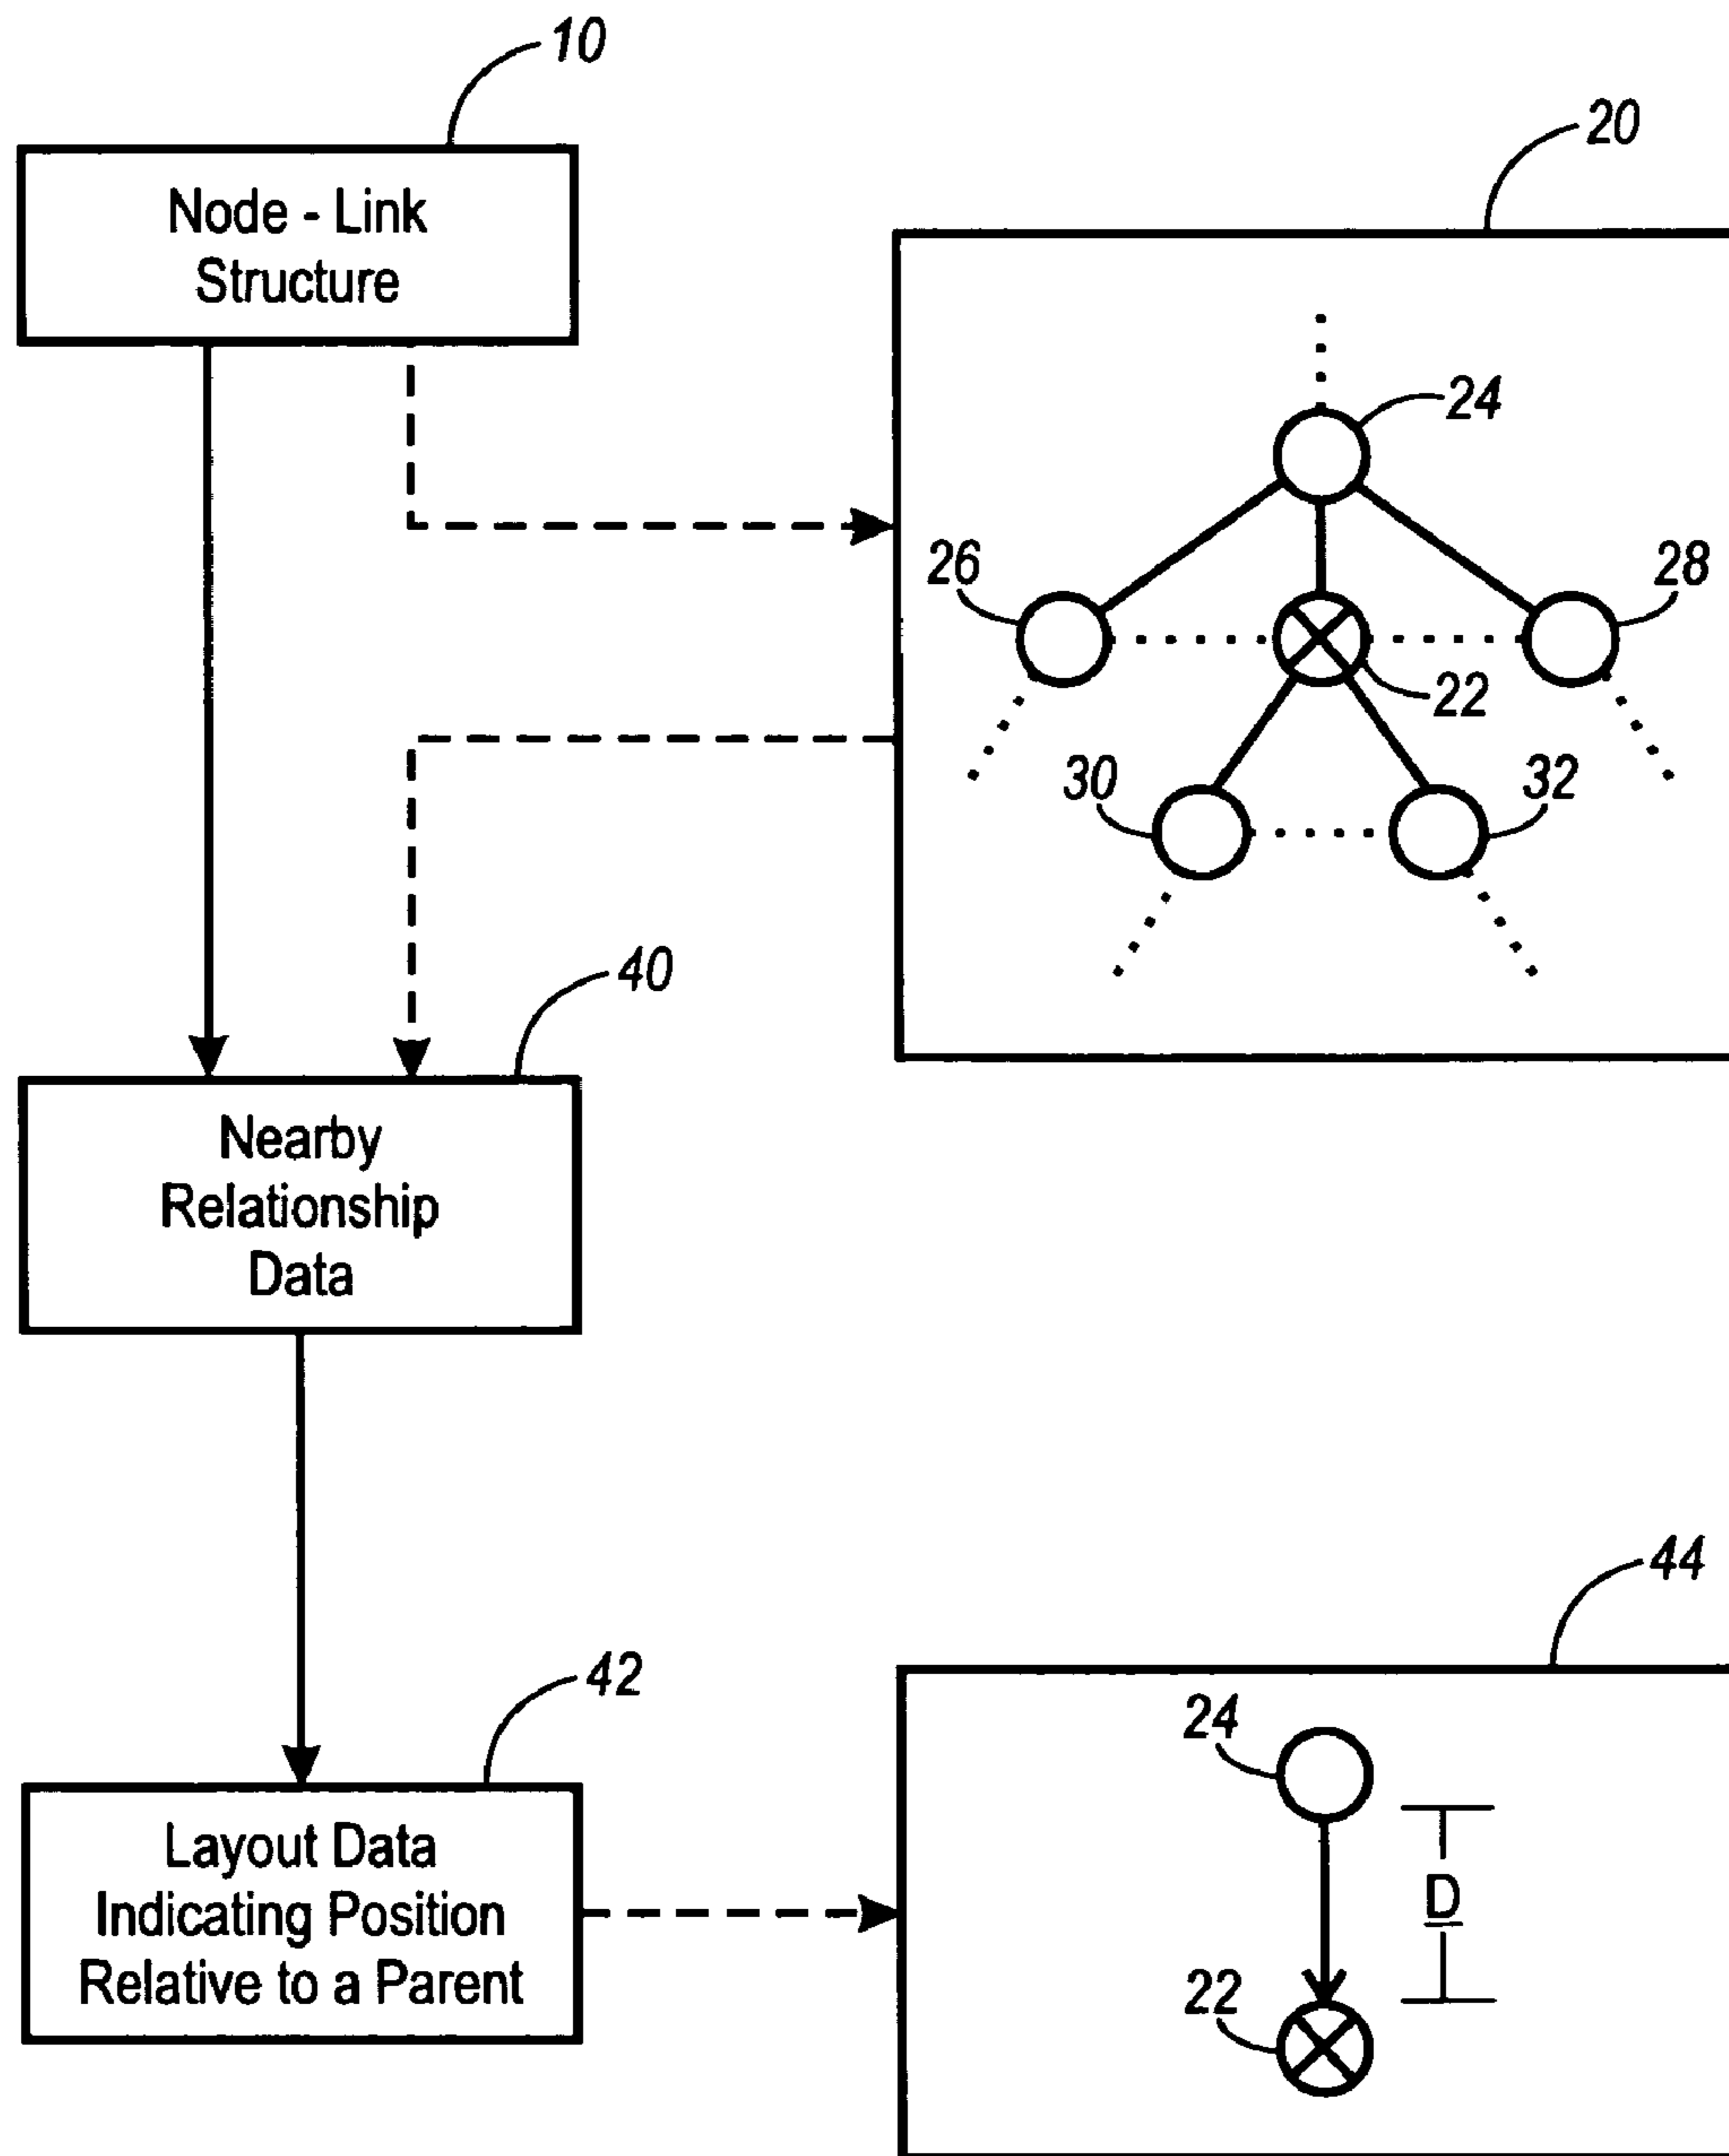 10
Node - Link
Structure
20
24
26
28
22
30
32
40
Nearby
Relationship
Data
44
42
24
Layout Data
Indicating Position
Relative to a Parent
D
22